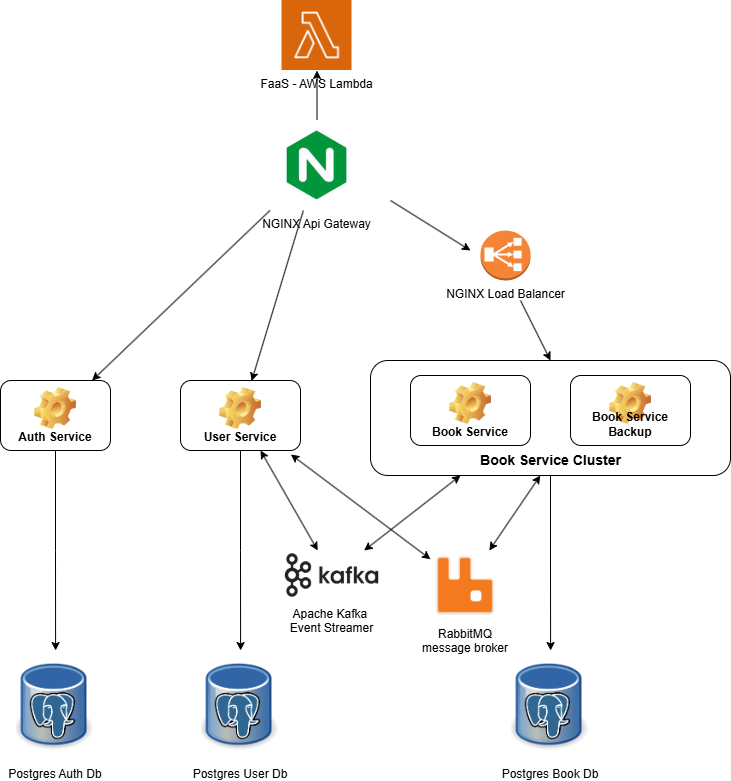 FaaS - AWS Lambda
N
NGINX Api Gateway
NGINX Load Balancer
Auth Service
User Service
Book Service
Book Service
Backup
Book Service Cluster
kafka
Apache Kafka
Event Streamer
RabbitMQ
message broker
Postgres Auth Db
Postgres User Db
Postgres Book Db